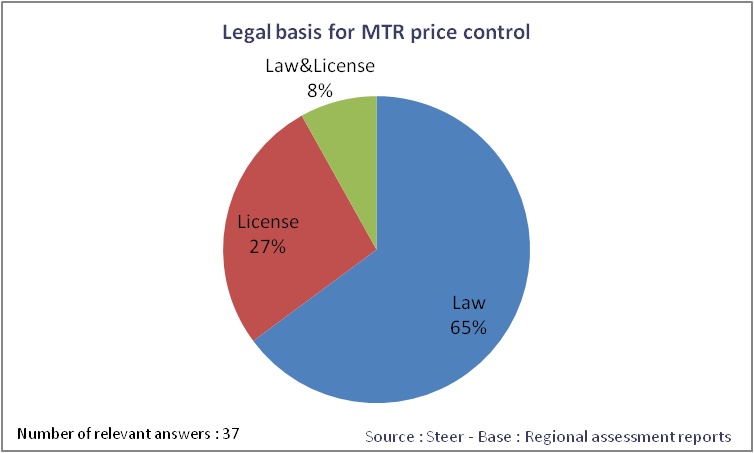 Legal basis for MTR price control
Law&License
8%
License
27%
Law
65%
Number of relevant answers : 37
Source : Steer - Base : Regional assessment reports